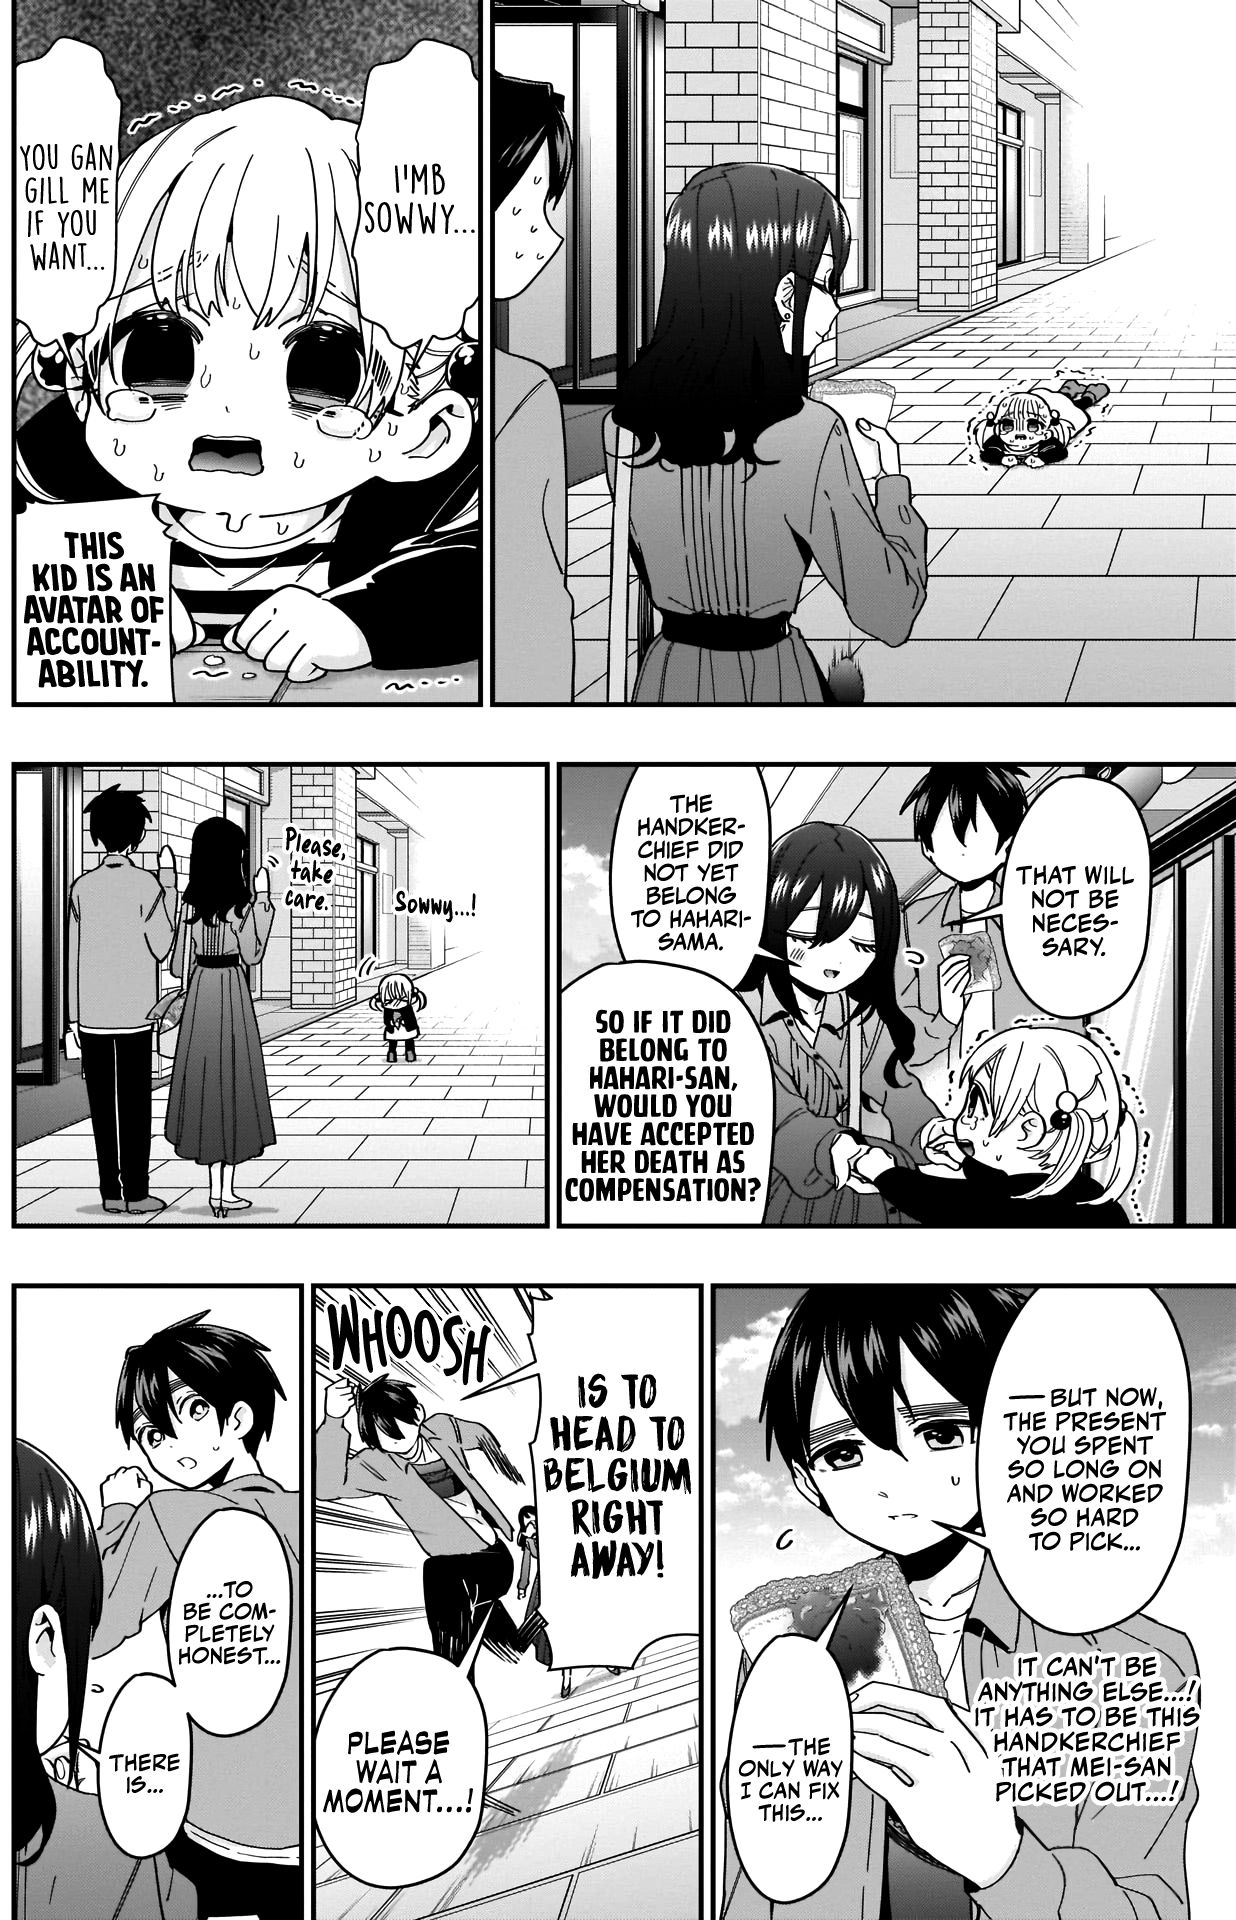 I'MB
SOWWY...
YOU GAN
GILL ME
IF YOU
WANT...
THIS
KID IS AN
AVATAR OF
ACCOUNT-
ABILITY.
THAT WILL
NOT BE
NECES-
SARY.
THE
HANDKER-
CHIEF DID
NOT YET
BELONG
TO HAHARI-
SAMA.
SO IF IT DID
BELONG TO
HAHARI-SAN,
WOULD YOU
HAVE ACCEPTED
HER DEATH AS
COMPENSATION?
Please,
take
care.
Sowwy...!
—BUT NOW,
THE PRESENT
YOU SPENT
SO LONG ON
AND WORKED
SO HARD
TO PICK...
IT CAN'T BE
ANYTHING ELSE...!
IT HAS TO BE THIS
HANDKERCHIEF
THAT MEI-SAN
PICKED OUT...!
—THE
ONLY WAY
I CAN FIX
THIS...
IS TO
HEAD TO
BELGIUM
RIGHT
AWAY!
WHOOSH
PLEASE
WAIT A
MOMENT...!
...TO
BE COM-
PLETELY
HONEST...
THERE
IS...